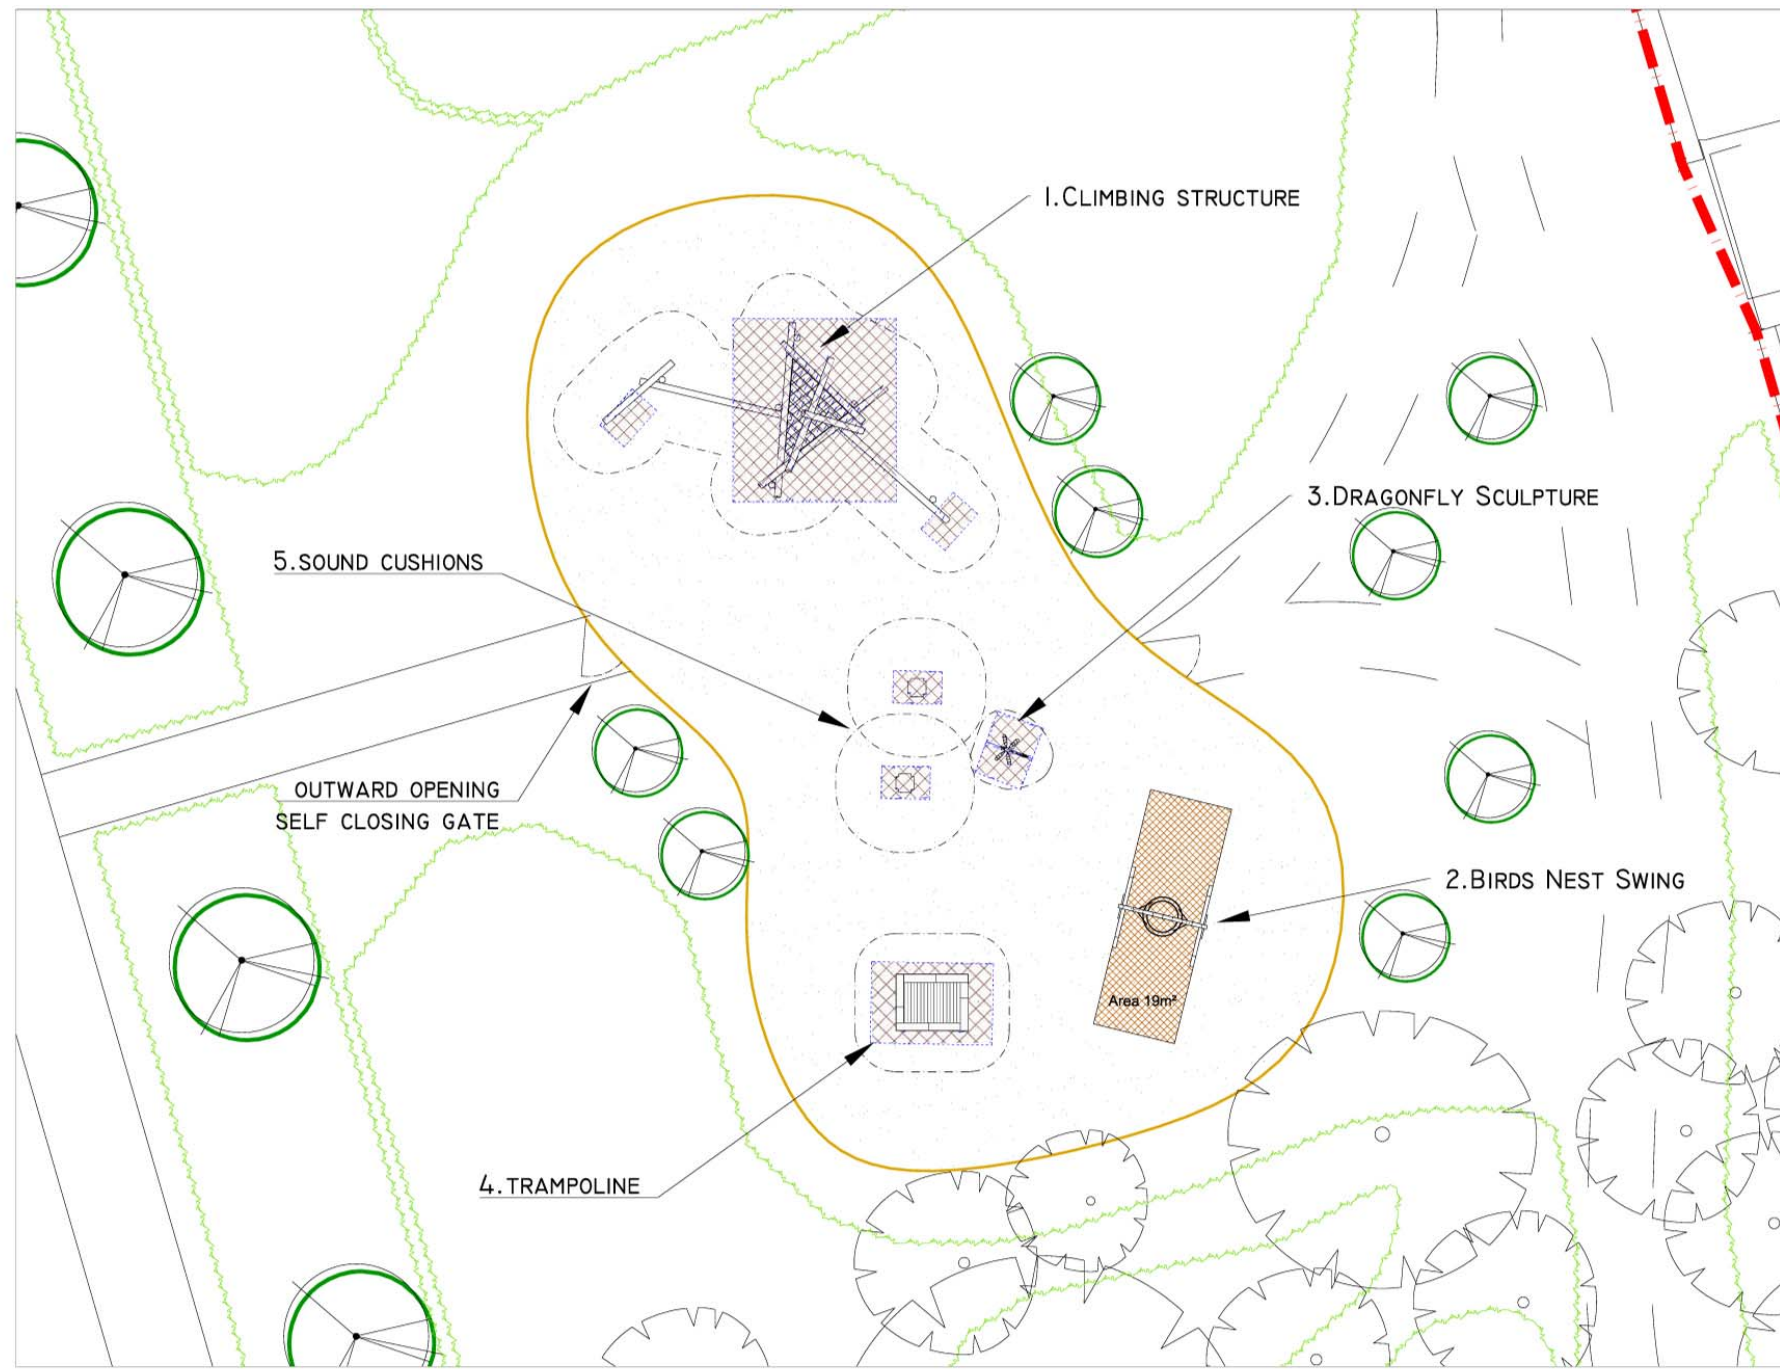 1.CLIMBING STRUCTURE
3.DRAGONFLY SCULPTURE
5.SOUND CUSHIONS
OUTWARD OPENING
SELF CLOSING GATE
2.BIRDS NEST SWING
Area 19m²
4.TRAMPOLINE